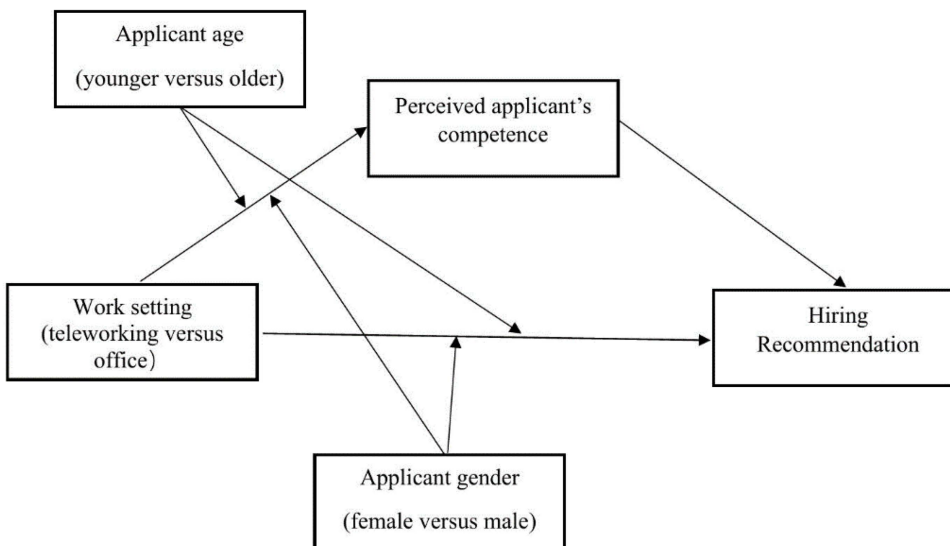 Applicant age
(younger versus older)
Perceived applicant’s
competence
Work setting
(teleworking versus
office)
Hiring
Recommendation
Applicant gender
(female versus male)